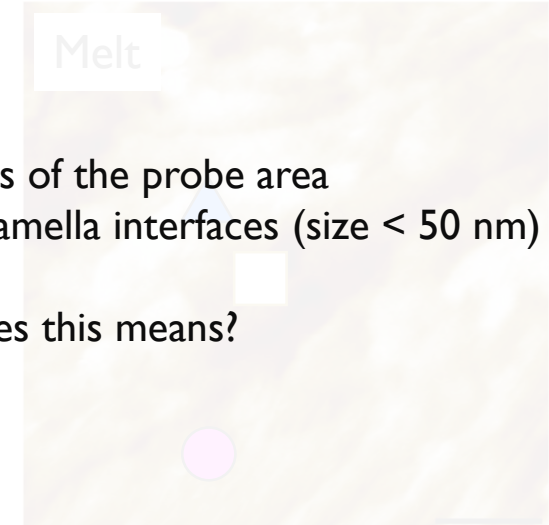 Melt
s of the probe area
amella interfaces (size < 50 nm)
es this means?